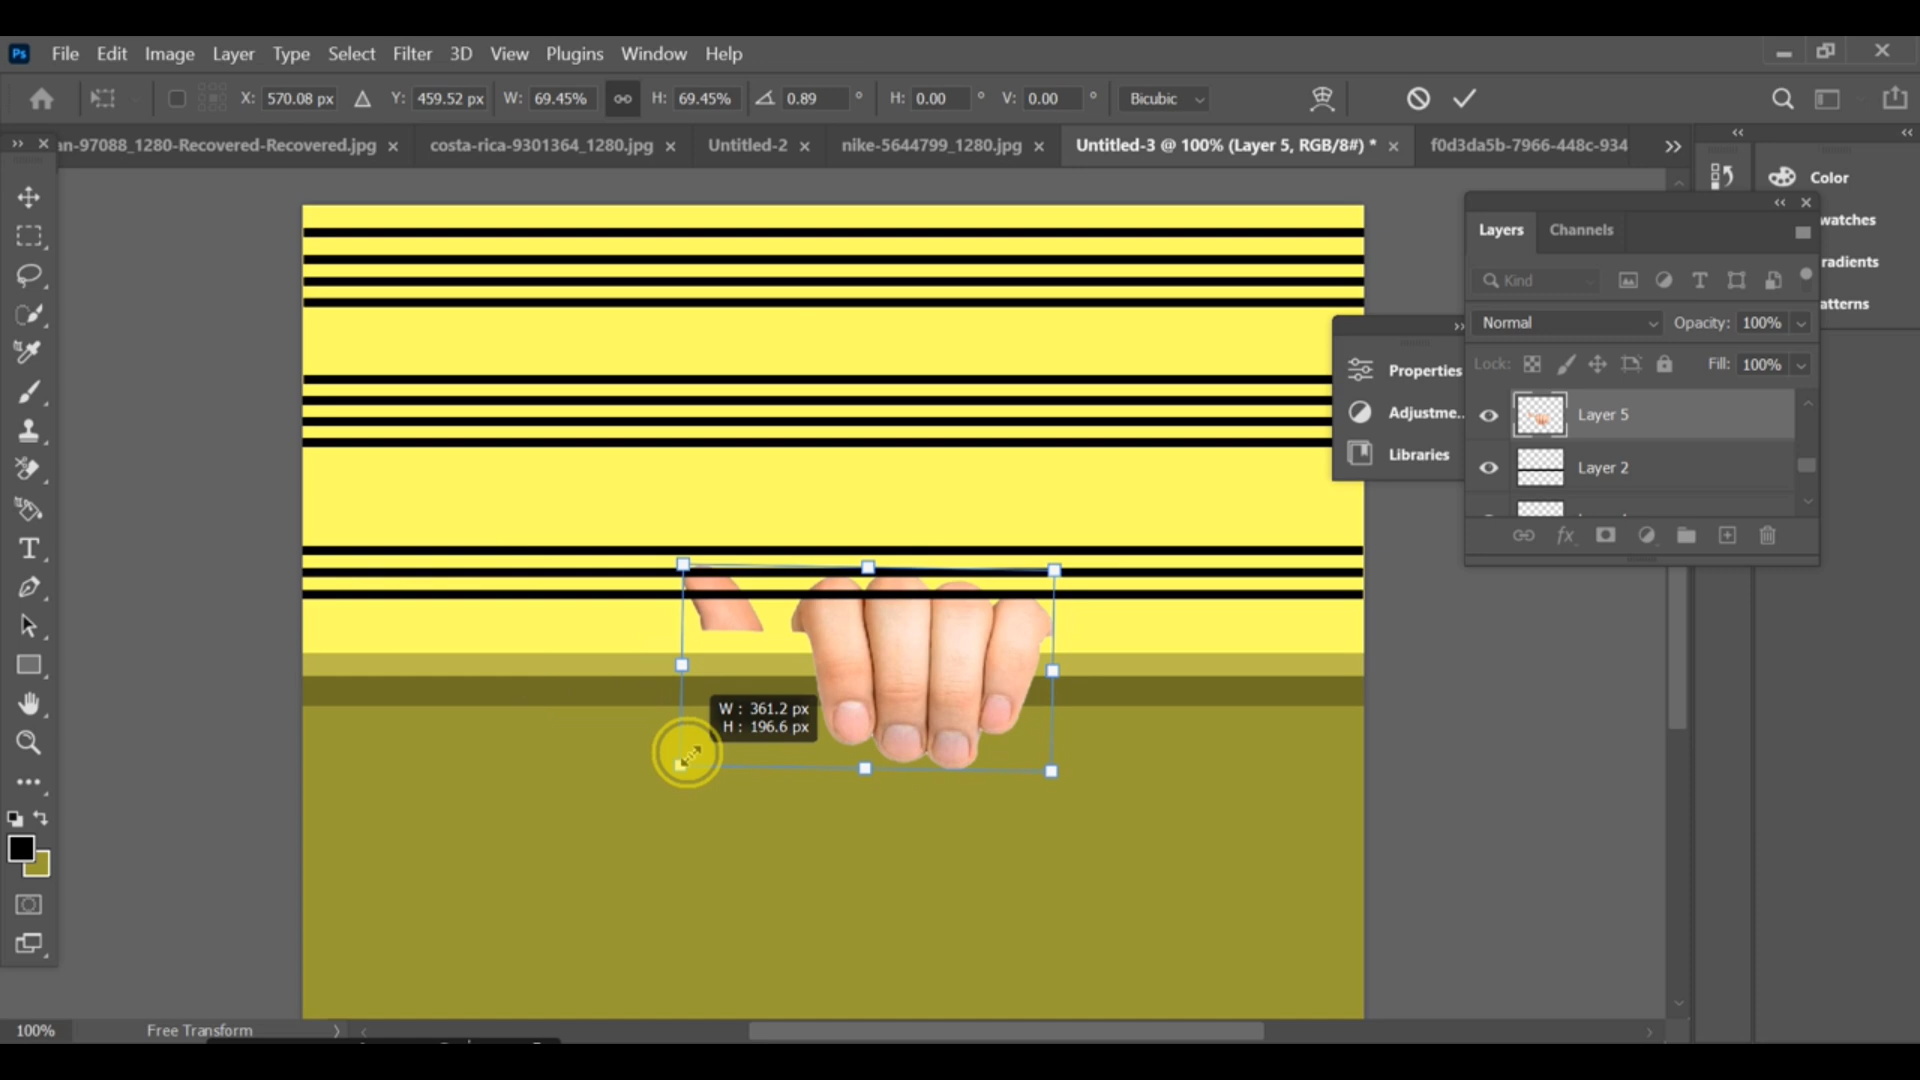 Ps File Edit Image Layer Type Select Filter 3D View Plugins Window Help
X: 570.08 px Y: 459.52 px W: 69.45% H: 69.45% 0.89 ° H: 0.00 ° V: 0.00 ° Bicubic
an-97088_1280-Recovered-Recovered.jpg × costa-rica-9301364_1280.jpg × Untitled-2 × nike-5644799_1280.jpg × Untitled-3 @ 100% (Layer 5, RGB/8#) * × f0d3da5b-7966-448c-934
Color
watches
radients
atterns
Layers Channels
Kind
Normal Opacity: 100%
Lock: Fill: 100%
Layer 5
Layer 2
Properties
Adjustme..
Libraries
W : 361.2 px
H : 196.6 px
100% Free Transform